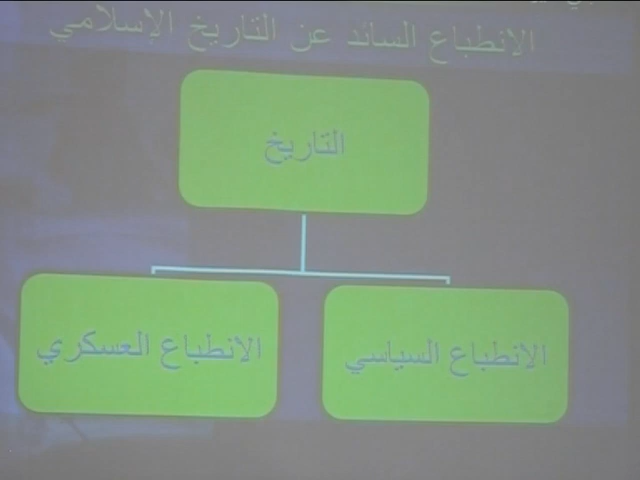 الانطباع السائد عن التاريخ الإسلامي
التاريخ
الانطباع السياسي
الانطباع العسكري